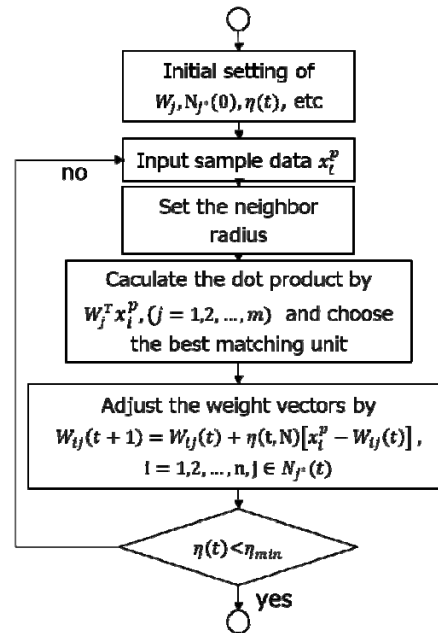 Initial setting of
W_j, N_{j*}(0), η(t), etc
no
Input sample data x_i^p
Set the neighbor
radius
Caculate the dot product by
W_j^T x_i^p, (j = 1,2, ..., m) and choose
the best matching unit
Adjust the weight vectors by
W_{ij}(t + 1) = W_{ij}(t) + η(t, N)[x_i^p − W_{ij}(t)] ,
i = 1,2, ..., n, j ∈ N_{j*}(t)
η(t)<η_{min}
yes